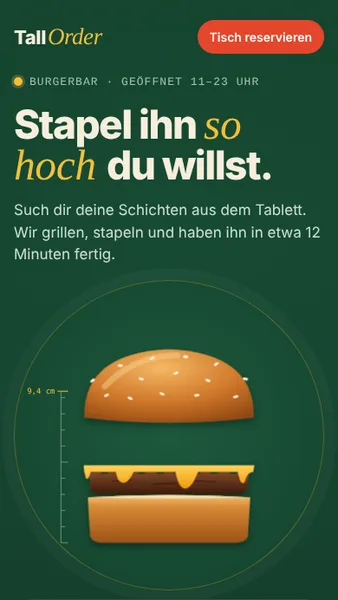 Tall Order
Tisch reservieren
BURGERBAR · GEÖFFNET 11–23 UHR
Stapel ihn so
hoch du willst.
Such dir deine Schichten aus dem Tablett.
Wir grillen, stapeln und haben ihn in etwa 12
Minuten fertig.
9,4 cm